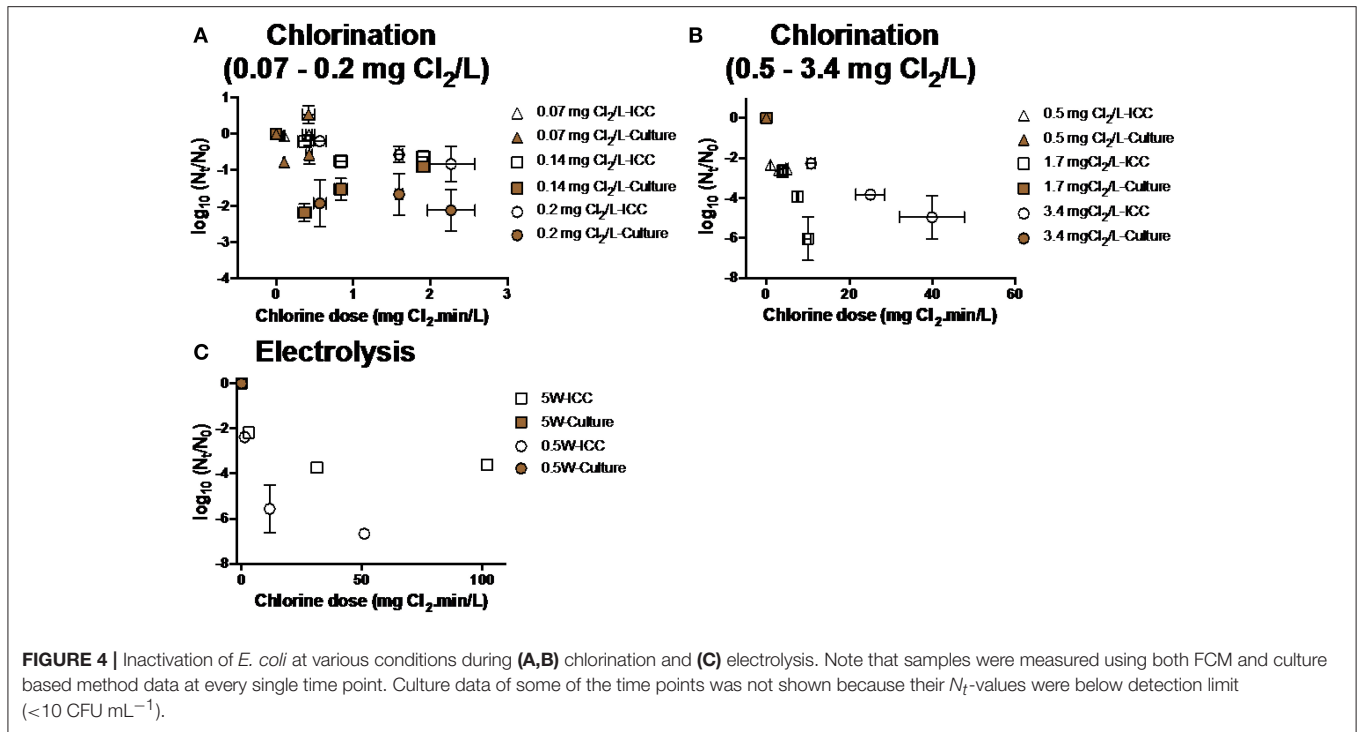 A Chlorination
(0.07 - 0.2 mg Cl2/L)
1
0
-1
-2
-3
-4
log10 (Nt/N0)
0 1 2 3
Chlorine dose (mg Cl2.min/L)
0.07 mg Cl2/L-ICC
0.07 mg Cl2/L-Culture
0.14 mg Cl2/L-ICC
0.14 mg Cl2/L-Culture
0.2 mg Cl2/L-ICC
0.2 mg Cl2/L-Culture
B Chlorination
(0.5 - 3.4 mg Cl2/L)
0
-2
-4
-6
-8
log10 (Nt/N0)
0 20 40 60
Chlorine dose (mg Cl2.min/L)
0.5 mg Cl2/L-ICC
0.5 mg Cl2/L-Culture
1.7 mgCl2/L-ICC
1.7 mgCl2/L-Culture
3.4 mgCl2/L-ICC
3.4 mgCl2/L-Culture
C Electrolysis
0
-2
-4
-6
-8
log10 (Nt/N0)
0 50 100
Chlorine dose (mg Cl2.min/L)
5W-ICC
5W-Culture
0.5W-ICC
0.5W-Culture
FIGURE 4 | Inactivation of E. coli at various conditions during (A,B) chlorination and (C) electrolysis. Note that samples were measured using both FCM and culture
based method data at every single time point. Culture data of some of the time points was not shown because their Nt-values were below detection limit
(<10 CFU mL−1).